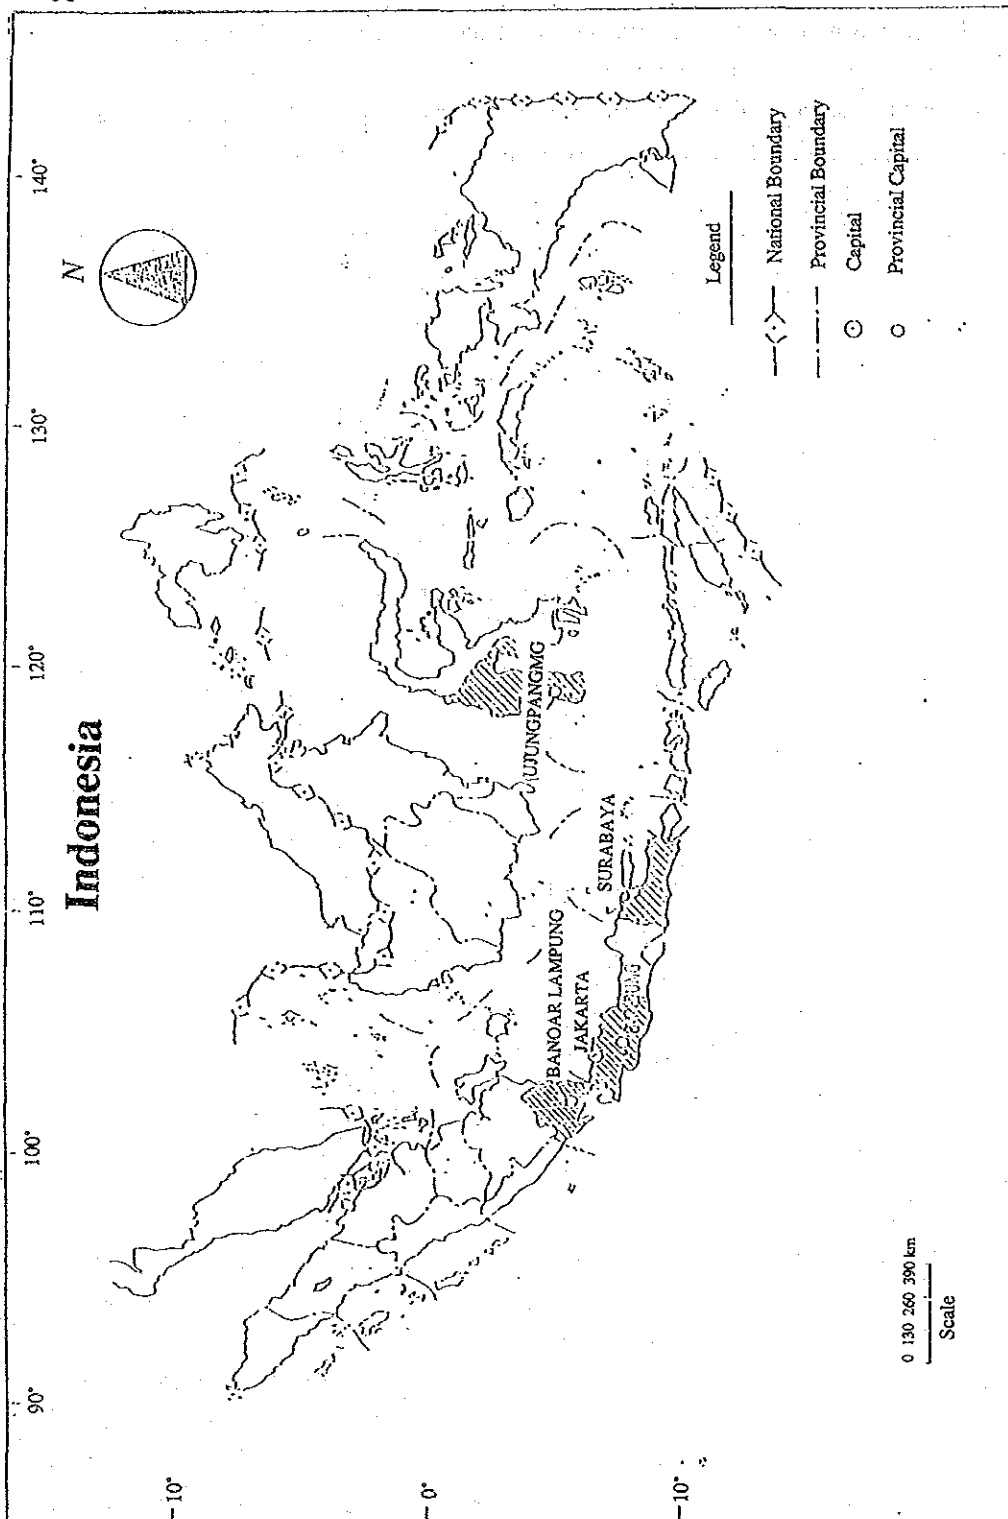 Indonesia
90°
100°
110°
120°
130°
140°
N
10°
0°
10°
UJUNGPANGMG
SURABAYA
BANOAR LAMPUNG
JAKARTA
Legend
National Boundary
Provincial Boundary
Capital
Provincial Capital
0 130 260 390 km
Scale